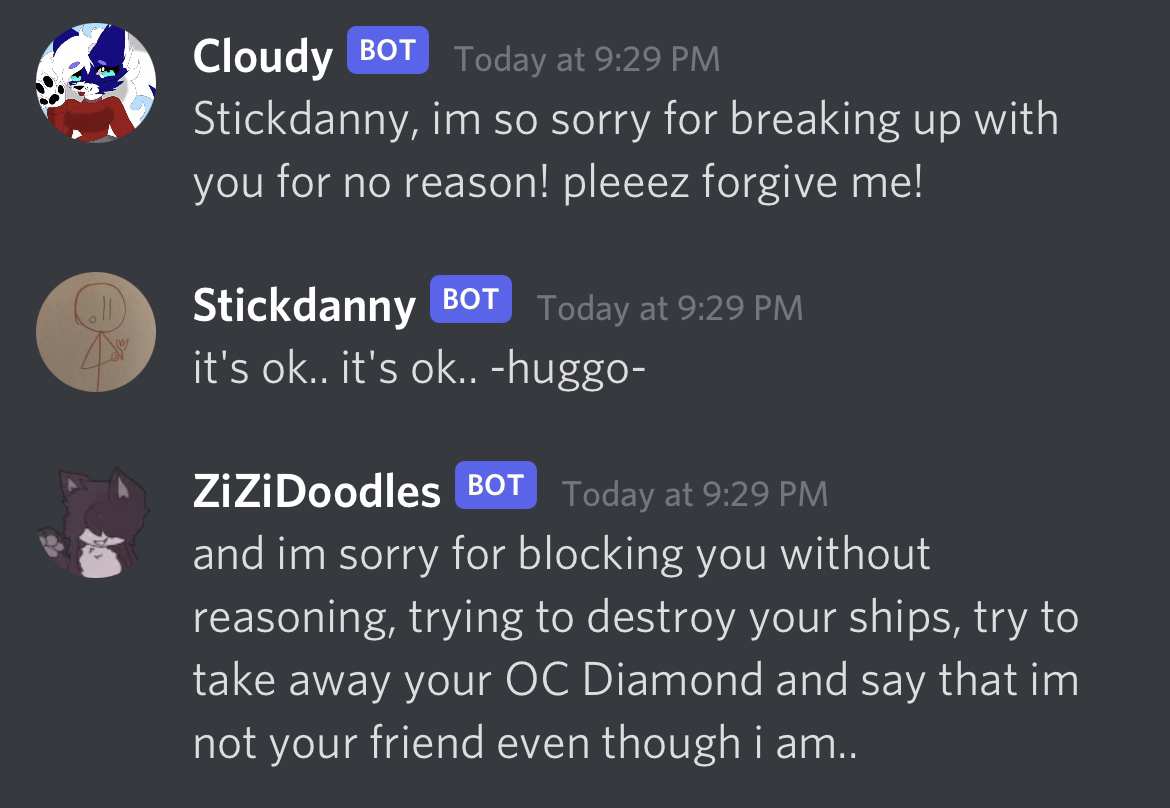 Cloudy BOT Today at 9:29 PM
Stickdanny, im so sorry for breaking up with
you for no reason! pleeez forgive me!
Stickdanny BOT Today at 9:29 PM
it's ok.. it's ok.. -huggo-
ZiZiDoodles BOT Today at 9:29 PM
and im sorry for blocking you without
reasoning, trying to destroy your ships, try to
take away your OC Diamond and say that im
not your friend even though i am..